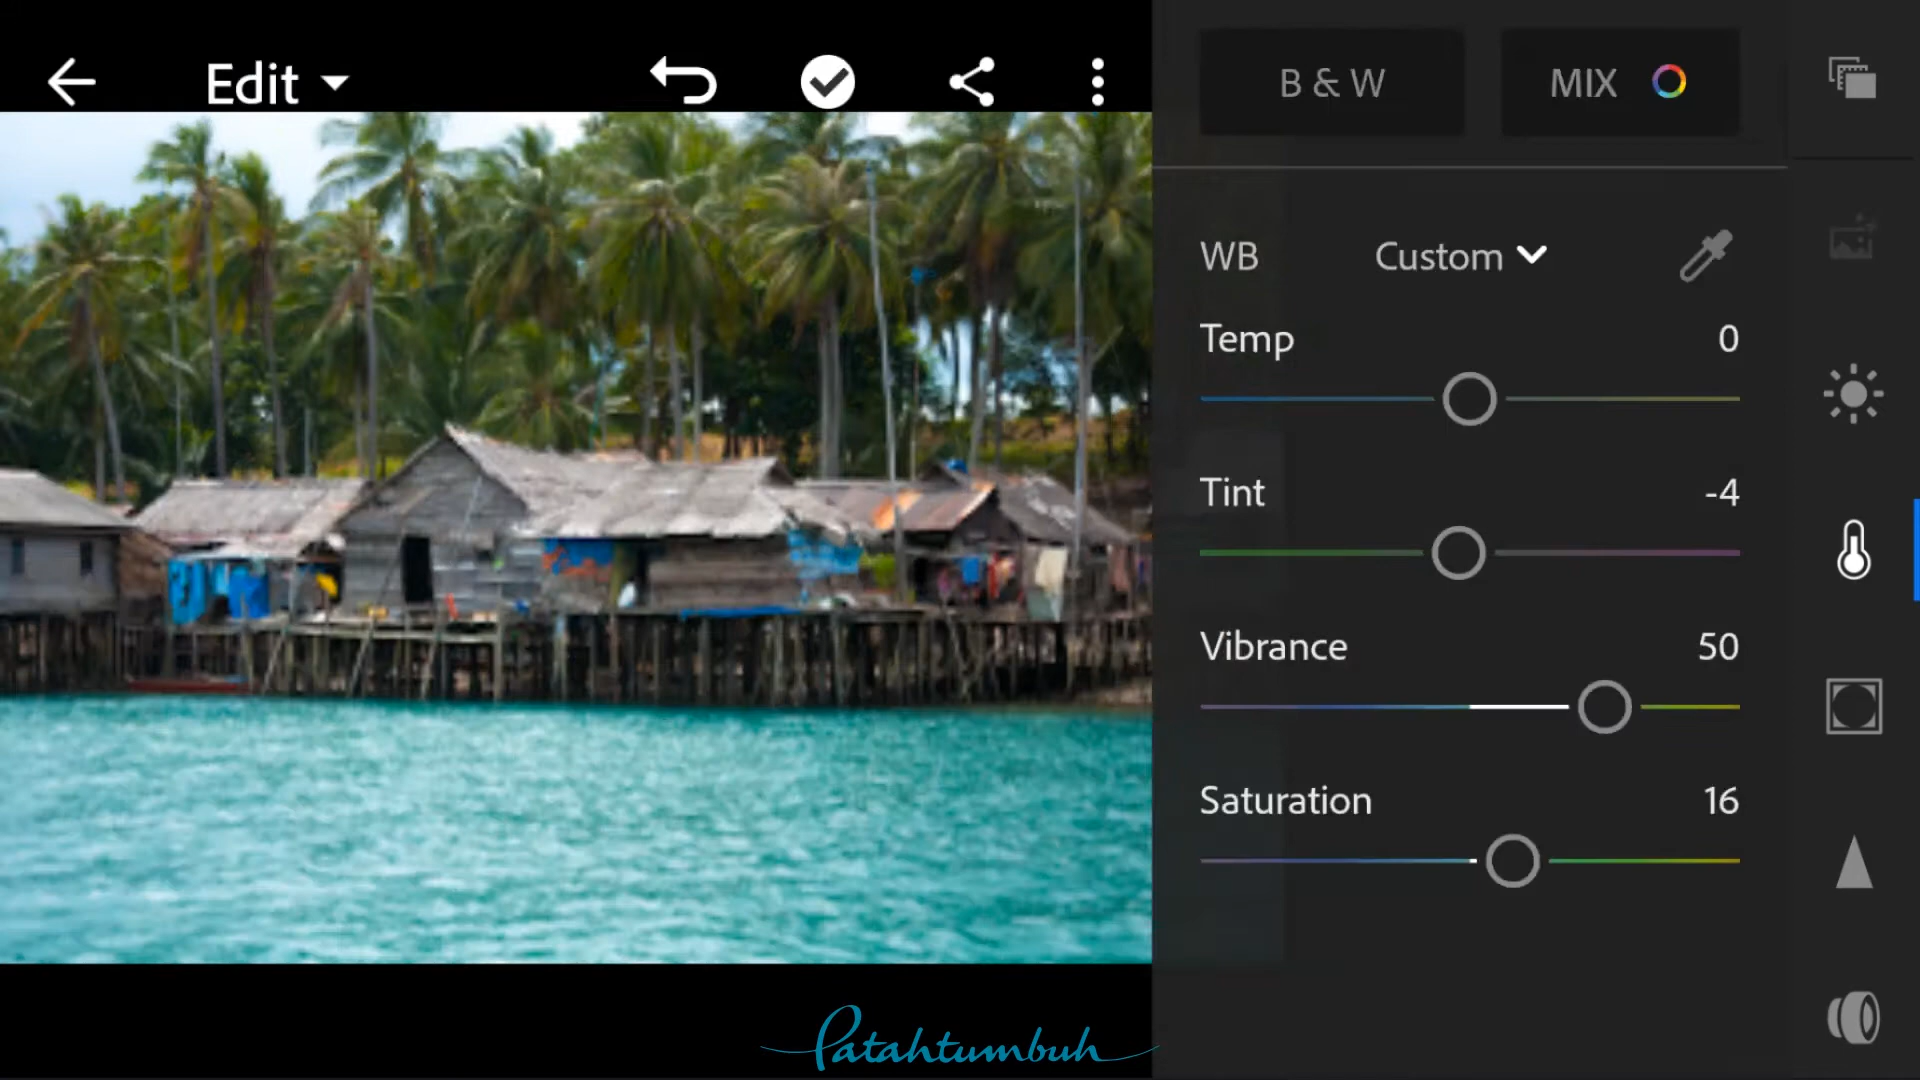 Edit
B & W
MIX
WB
Custom
Temp
0
Tint
-4
Vibrance
50
Saturation
16
Patahtumbuh